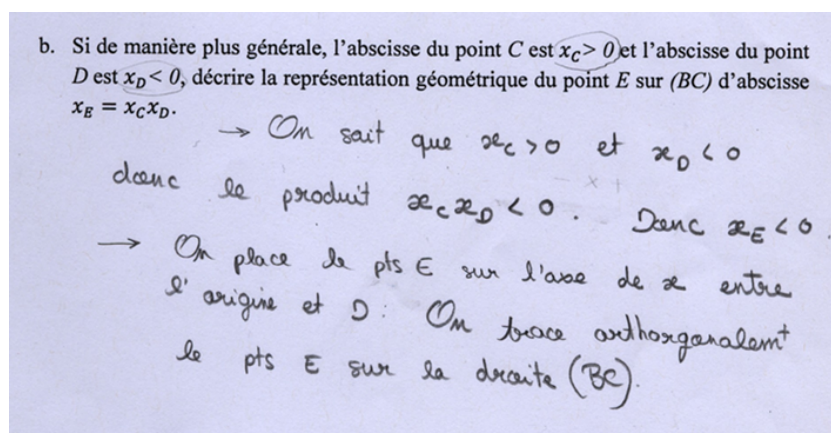 b. Si de manière plus générale, l'abscisse du point C est x_C > 0 et l'abscisse du point
D est x_D < 0, décrire la représentation géométrique du point E sur (BC) d'abscisse
x_E = x_C x_D.
→ On sait que x_C > 0 et x_D < 0
donc le produit x_C x_D < 0. Donc x_E < 0.
→ On place le pts E sur l'axe de x entre
l'origine et D : On trace orthorganalemt
le pts E sur la droite (BC).